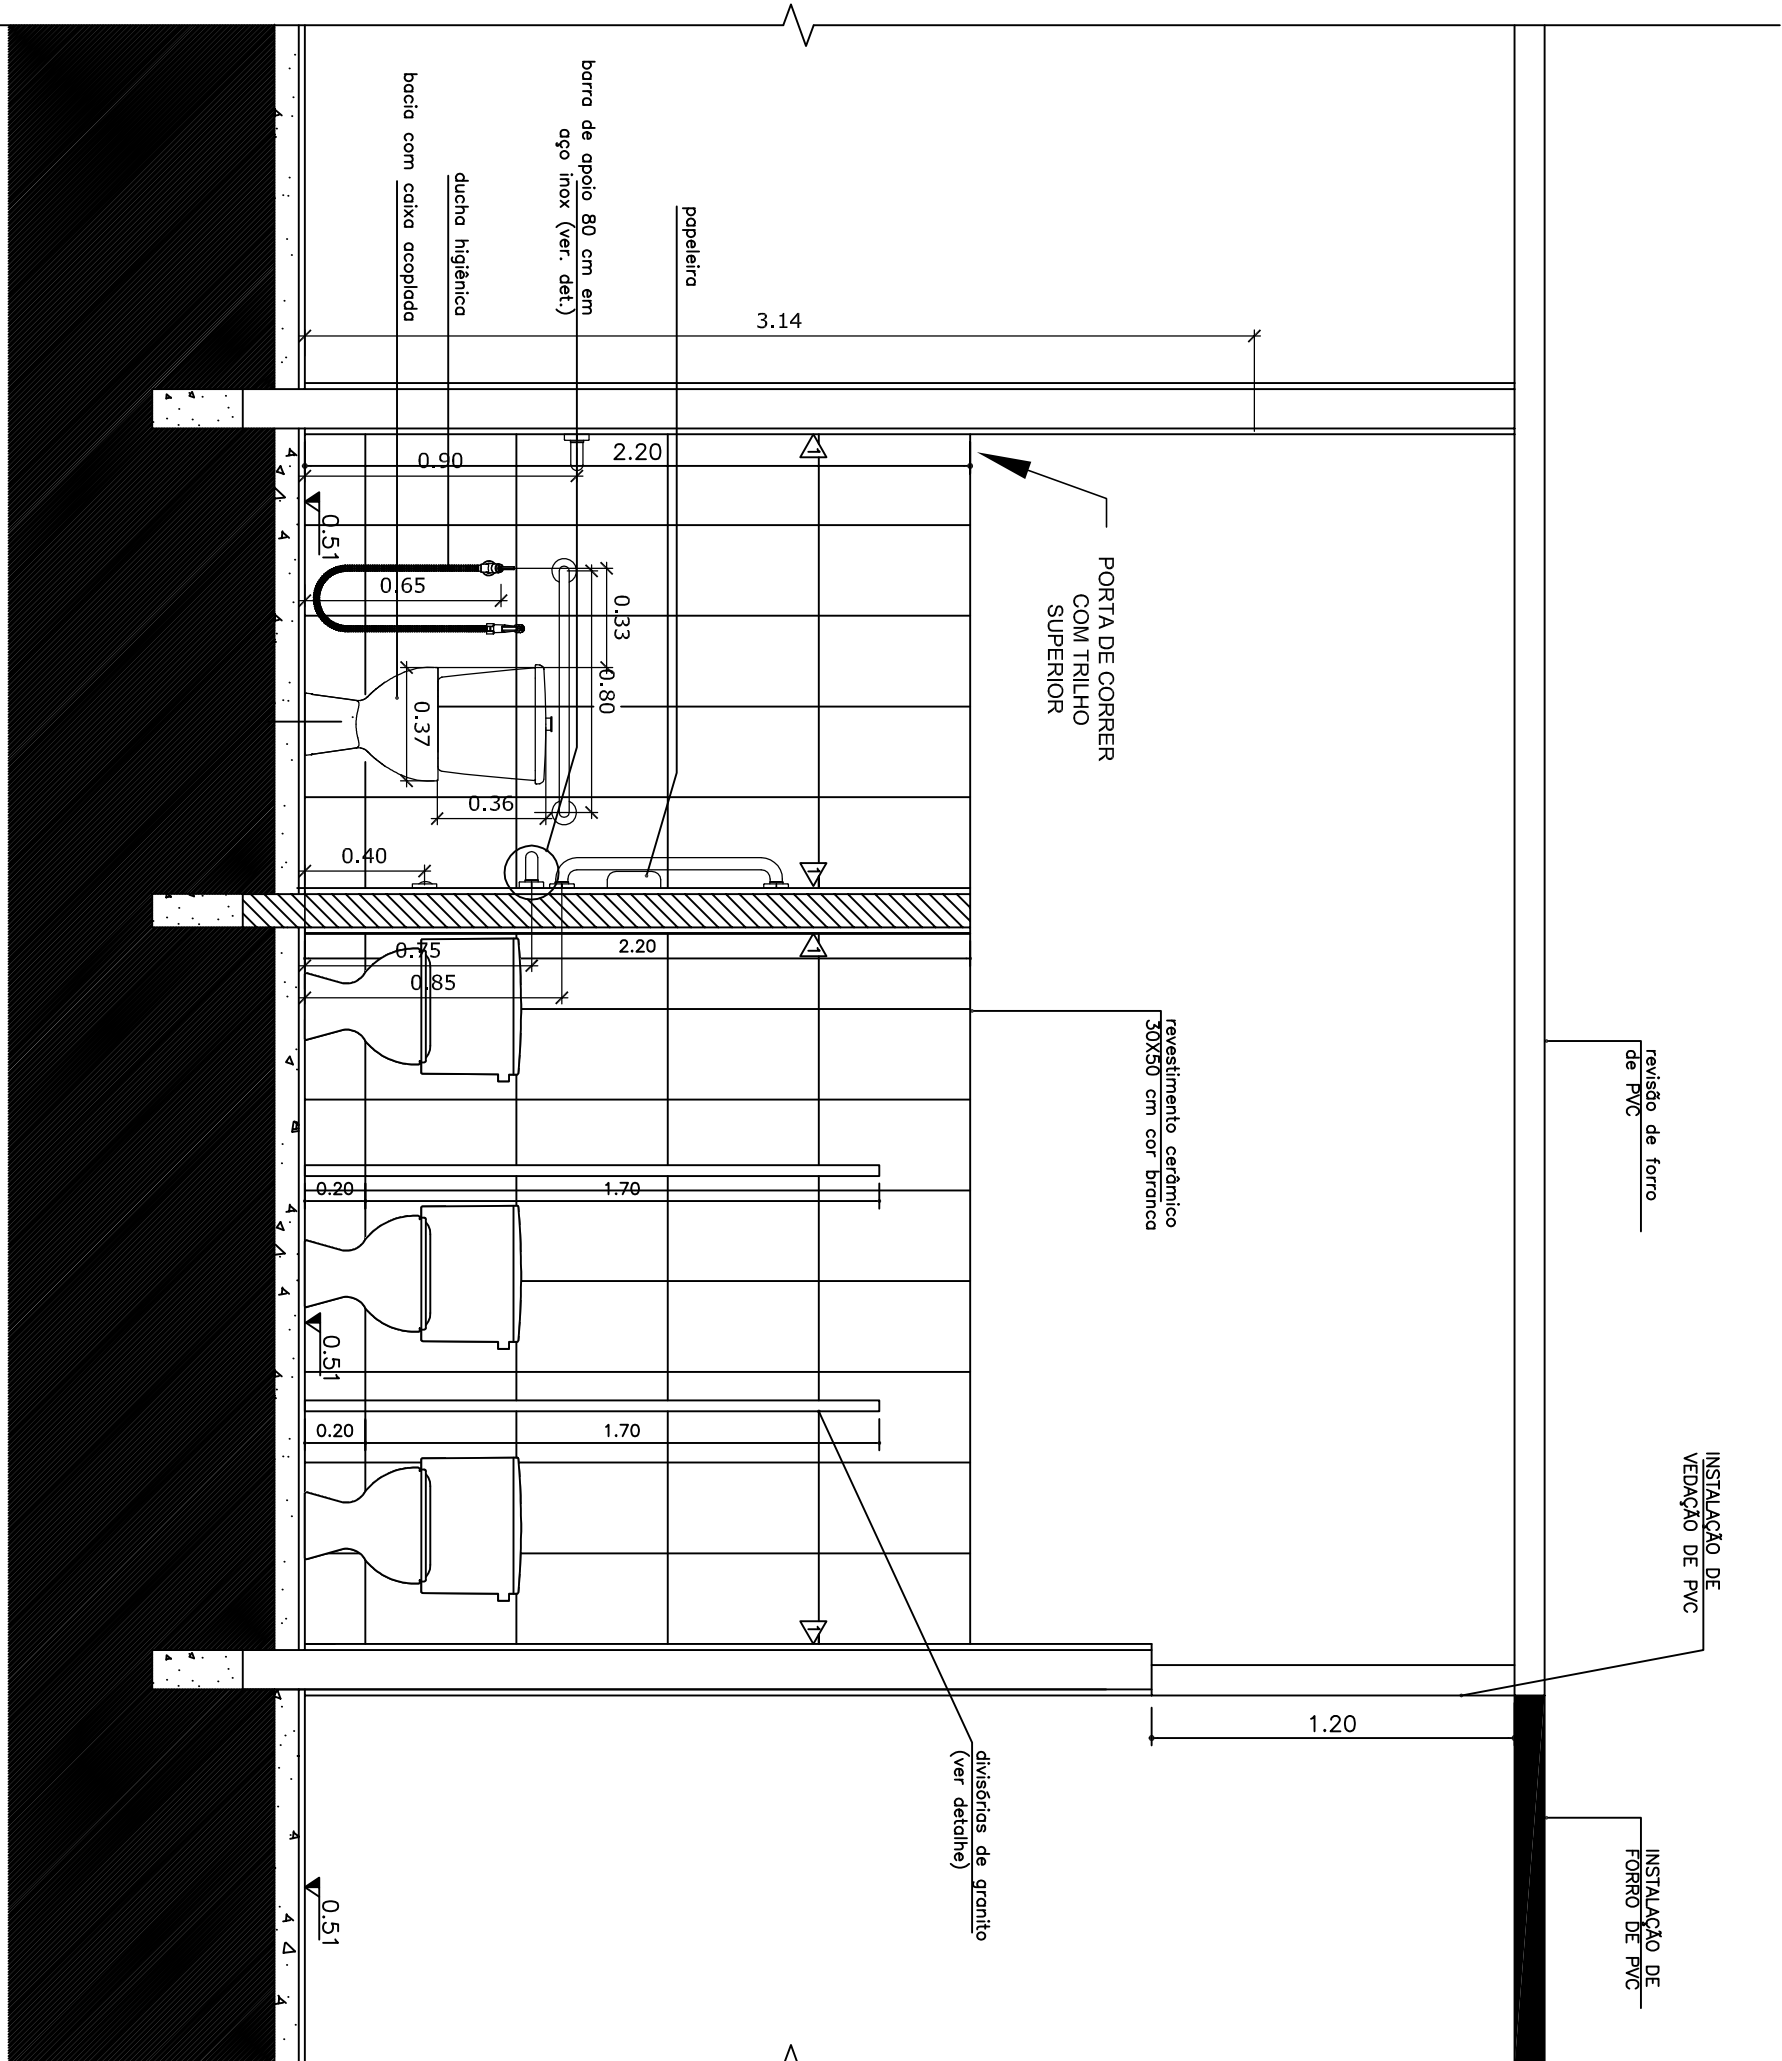 INSTALAÇÃO DE
VEDAÇÃO DE PVC
revisão de forro
de PVC
INSTALAÇÃO DE
FORRO DE PVC
revestimento cerâmico
30X50 cm cor branca
PORTA DE CORRER
COM TRILHO
SUPERIOR
divisórias de granito
(ver detalhe)
papeleira
barra de apoio 80 cm em
aço inox (ver. det.)
ducha higiênica
bacia com caixa acoplada
3.14
2.20
0.90
0.51
0.65
0.33
0.80
0.37
0.36
0.40
1
1
0.75
0.85
2.20
1
0.20
1.70
0.51
0.20
1.70
1
1.20
0.51